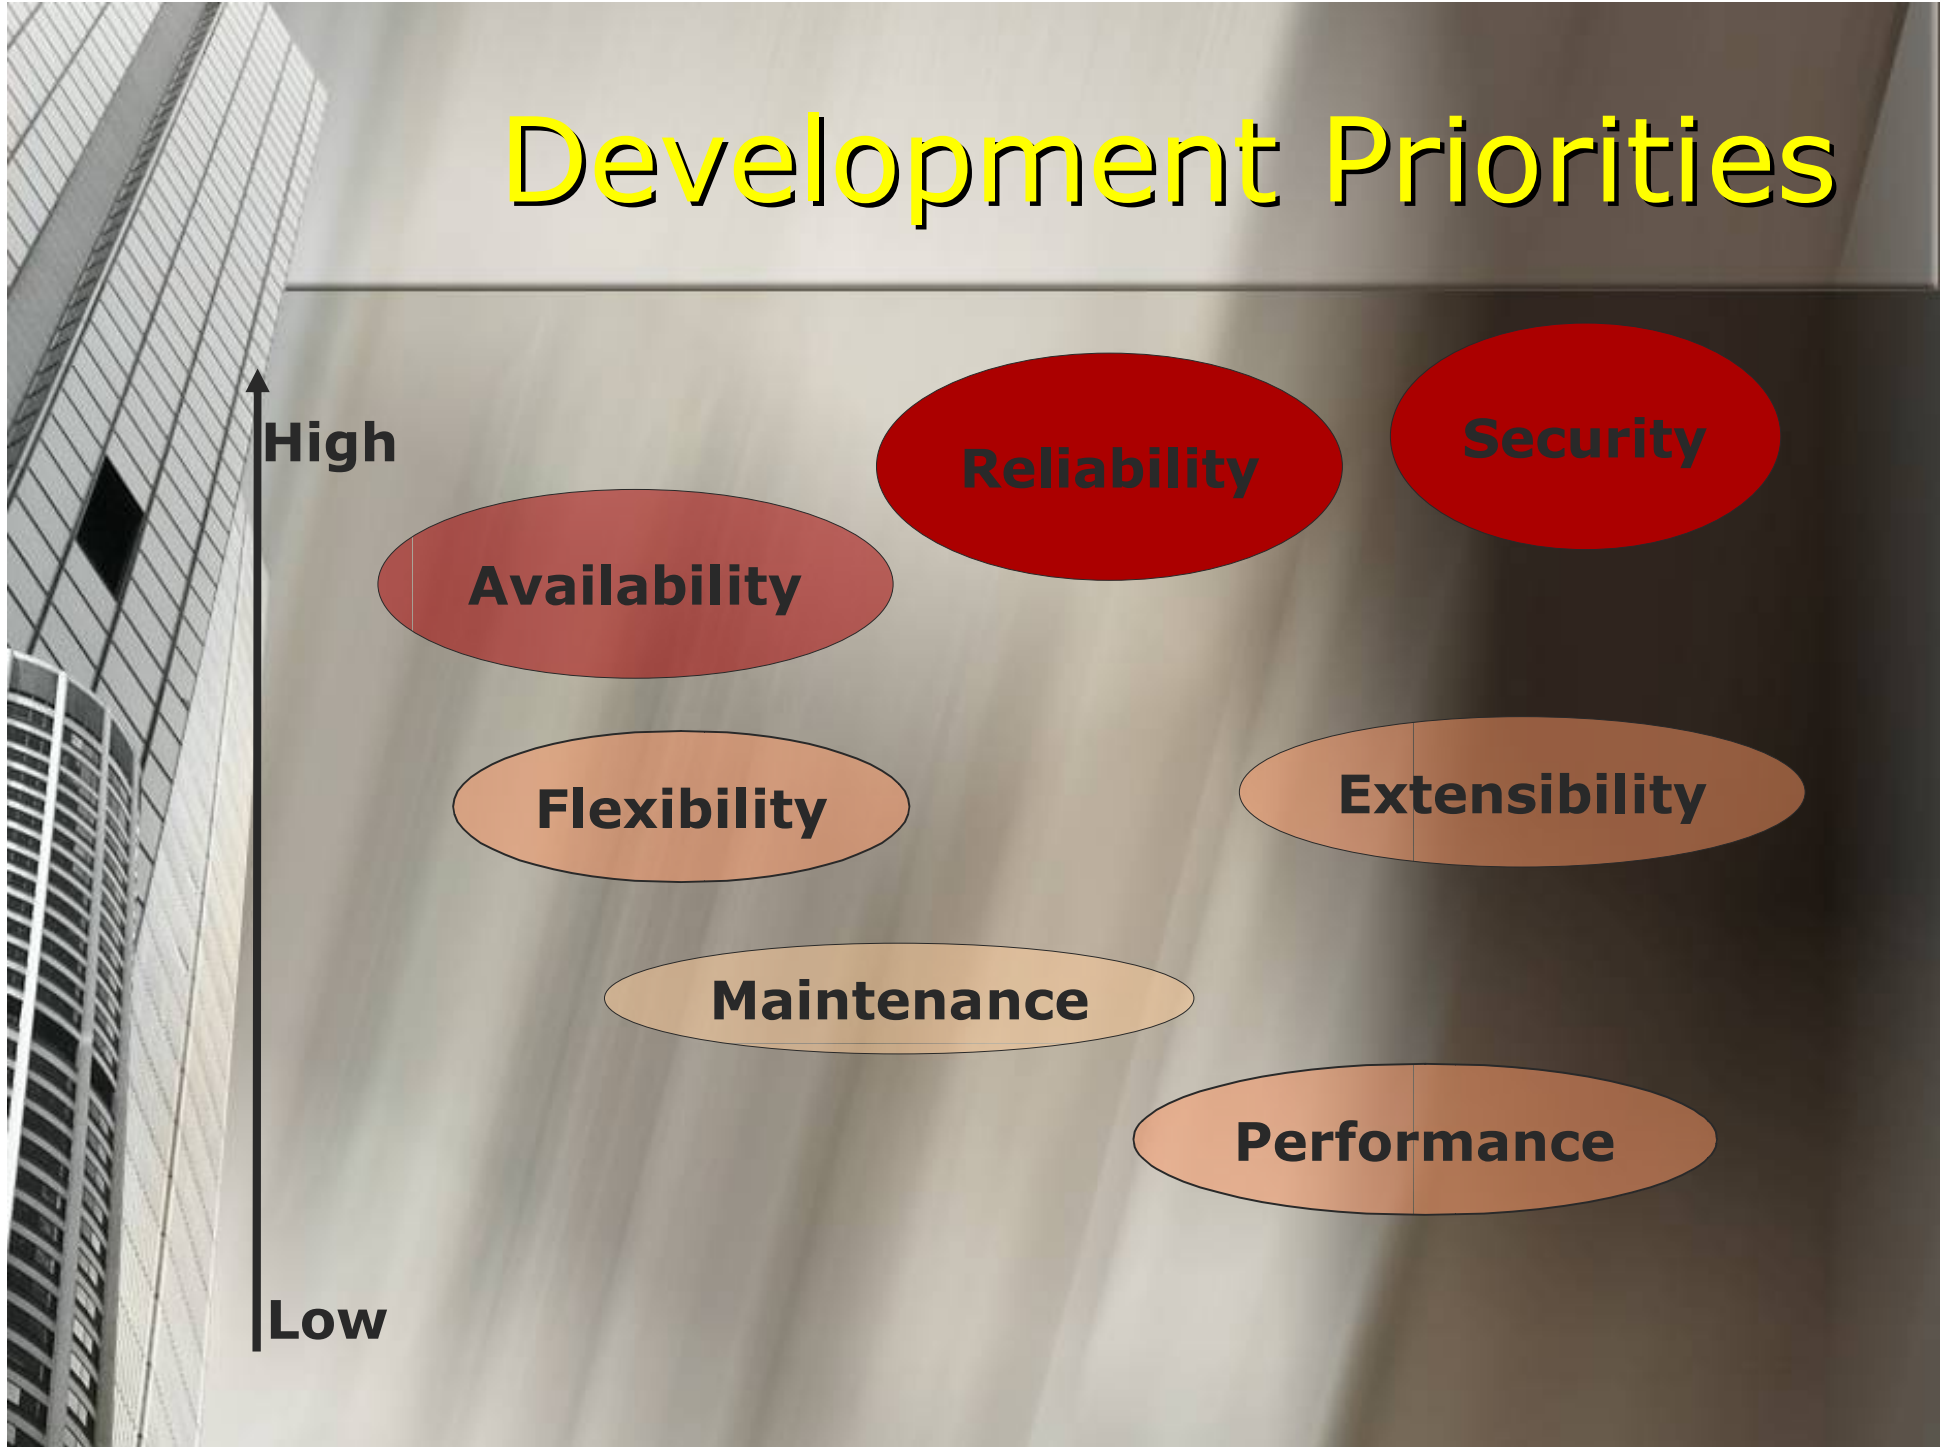 Development Priorities
High
Reliability
Security
Availability
Flexibility
Extensibility
Maintenance
Performance
Low